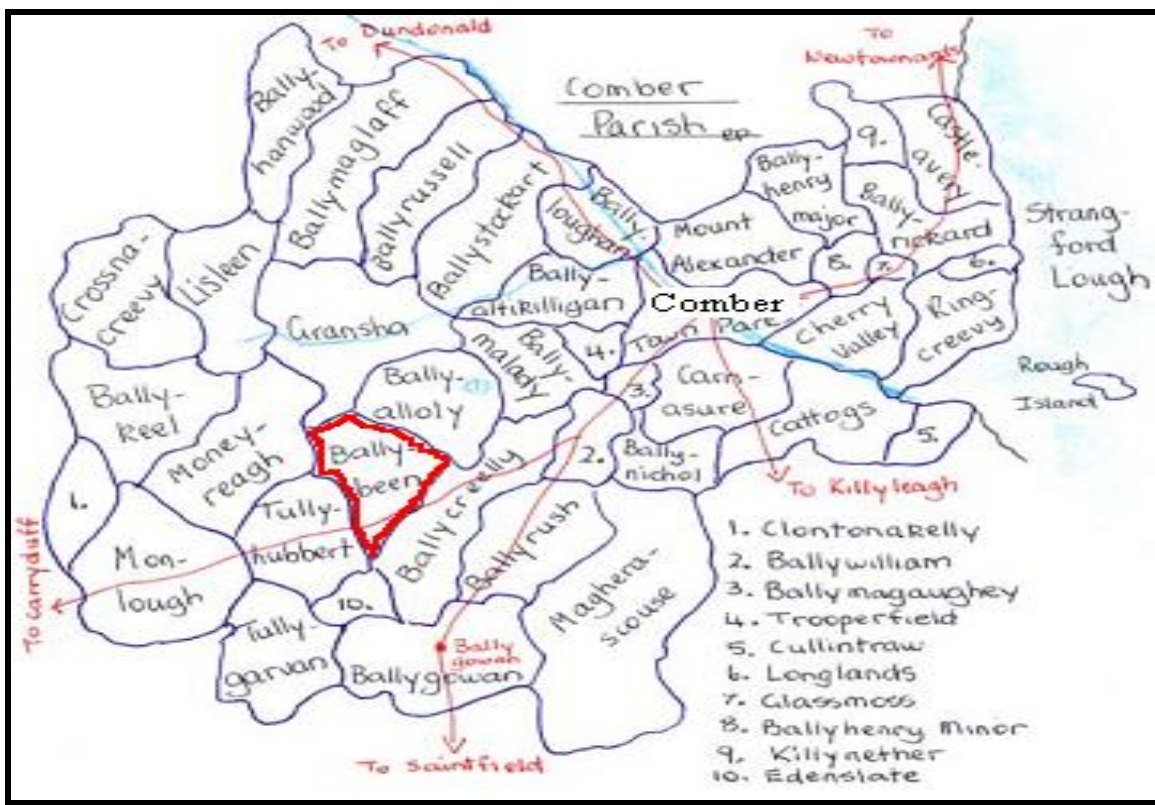 To Dundonald
To
Newtownards
Comber
Parish
ER
Bally-
hanwood
Ballymaglaff
Ballyrussell
Ballystockart
Bally-
loughan
Bally-
henry
major
9.
Castle-
avery
Bally-
rickard
Mount
Alexander
8.
7.
6.
Strang-
ford
Lough
Crossna-
creevy
Lisleen
Gransha
Bally-
altikilligan
Comber
Town Park
Cherry
Valley
Ring-
creevy
Bally-
malady
4.
Rough
Island
Bally-
keel
Bally-
alloly
3.
Carn-
asure
Cattogs
5.
Money-
reagh
Bally-
been
2.
Bally-
nichol
To Killyleagh
1.
Tully-
hubbert
Ballycreelly
Ballyrush
Maghera-
scouse
Mon-
lough
10.
To Carryduff
Tully-
garvan
Bally
gowan
Ballygowan
To Saintfield
1. Clontonakelly
2. Ballywilliam
3. Ballymagaughey
4. Trooperfield
5. Cullintraw
6. Longlands
7. Glassmoss
8. Ballyhenry Minor
9. Killynether
10. Edenslate